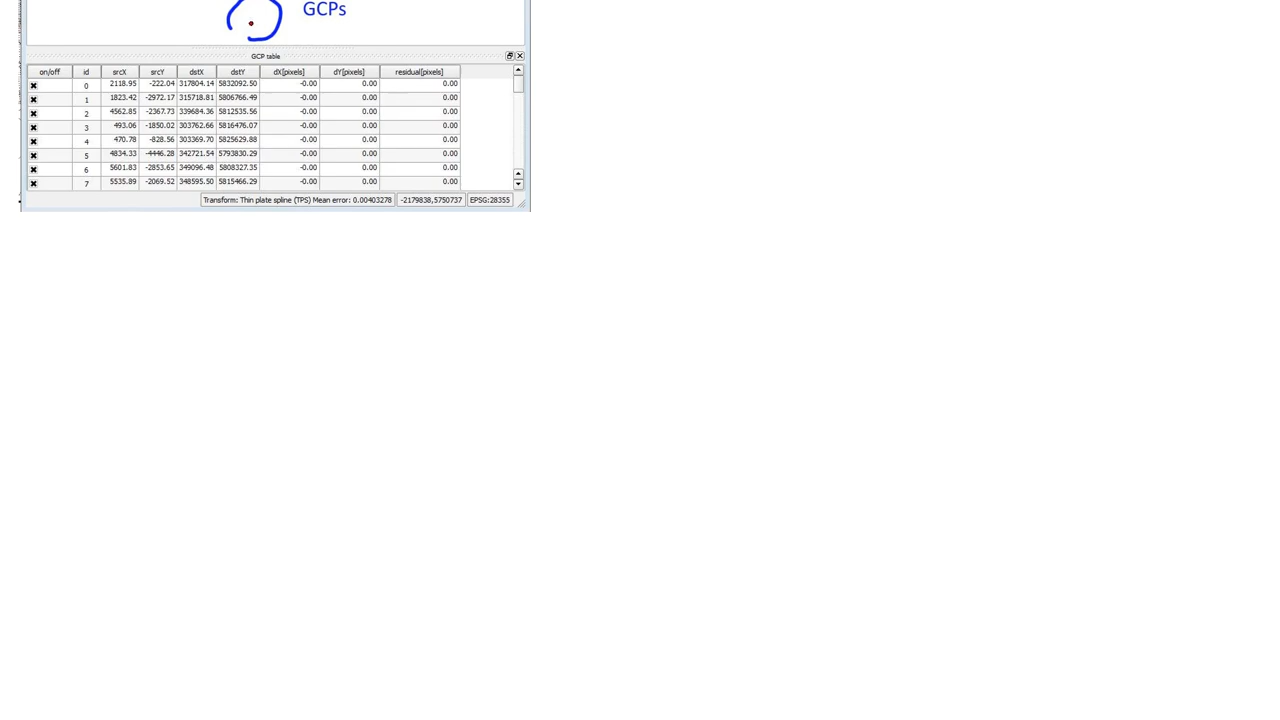 GCPs
GCP table
on/off id srcX srcY dstX dstY dX[pixels] dY[pixels] residual[pixels]
0 2118.95 -222.04 317804.14 5832092.50 -0.00 0.00 0.00
1 1823.42 -2972.17 315718.81 5806766.49 -0.00 0.00 0.00
2 4562.85 -2367.73 339684.36 5812535.56 -0.00 0.00 0.00
3 493.06 -1850.02 303762.66 5816476.07 -0.00 0.00 0.00
4 470.78 -828.56 303369.70 5825629.88 -0.00 0.00 0.00
5 4834.33 -4446.28 342721.54 5793830.29 -0.00 0.00 0.00
6 5601.83 -2853.65 349096.48 5808327.35 -0.00 0.00 0.00
7 5535.89 -2069.52 348595.50 5815466.29 -0.00 0.00 0.00
Transform: Thin plate spline (TPS) Mean error: 0.00403278 -2179838,5750737 EPSG:28355